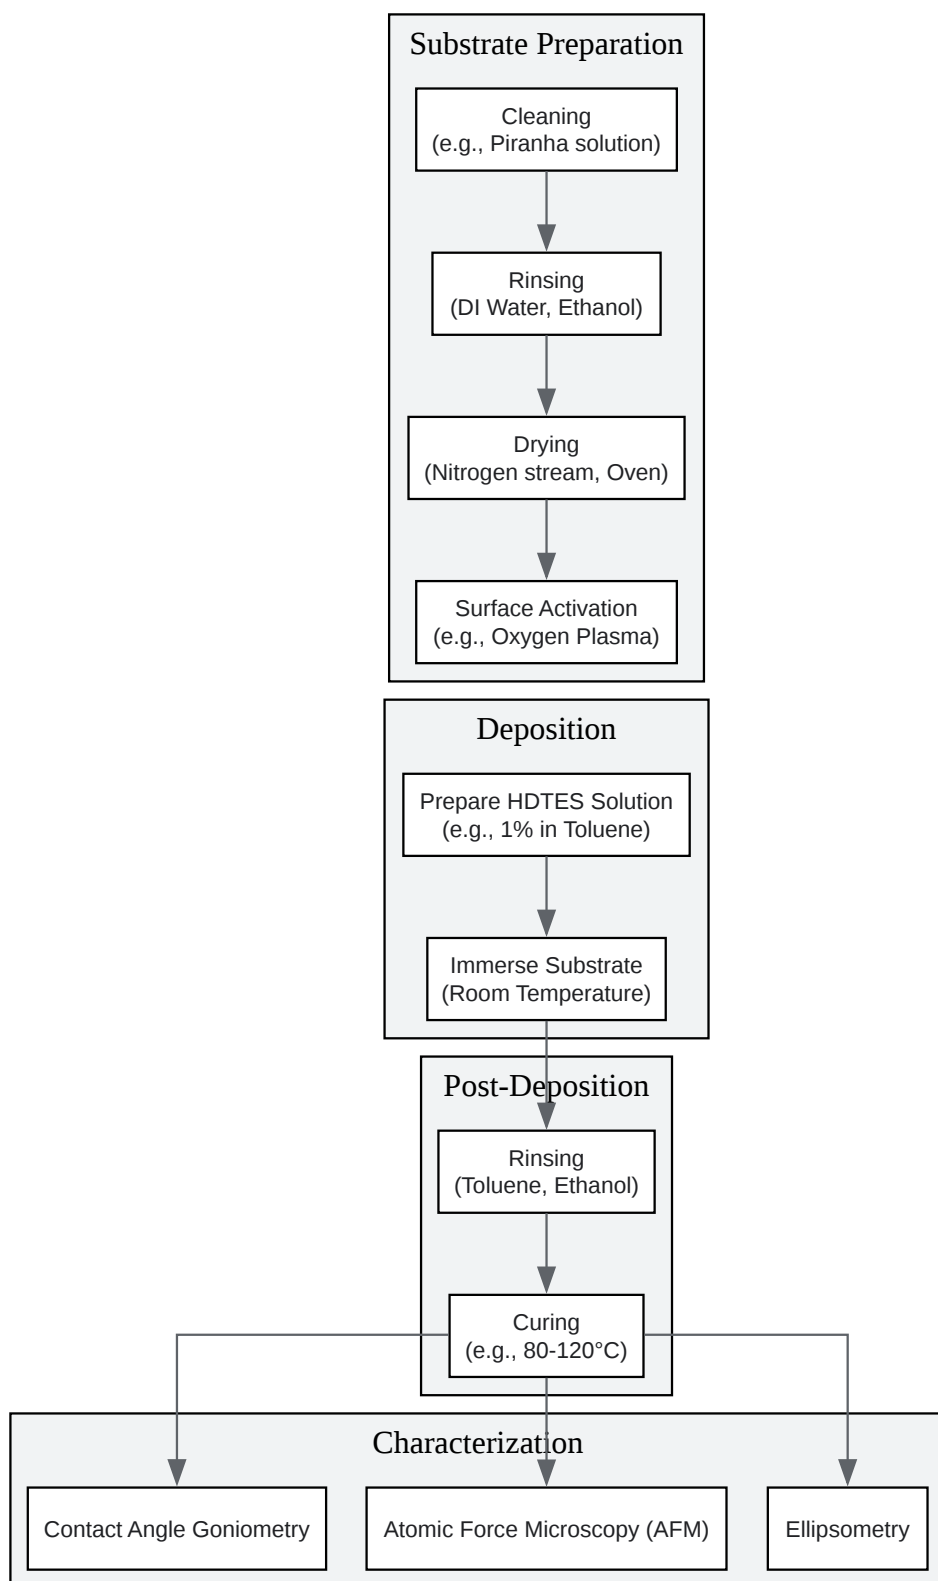 Substrate Preparation
Cleaning
(e.g., Piranha solution)
Rinsing
(DI Water, Ethanol)
Drying
(Nitrogen stream, Oven)
Surface Activation
(e.g., Oxygen Plasma)
Deposition
Prepare HDTES Solution
(e.g., 1% in Toluene)
Immerse Substrate
(Room Temperature)
Post-Deposition
Rinsing
(Toluene, Ethanol)
Curing
(e.g., 80-120°C)
Characterization
Contact Angle Goniometry
Atomic Force Microscopy (AFM)
Ellipsometry